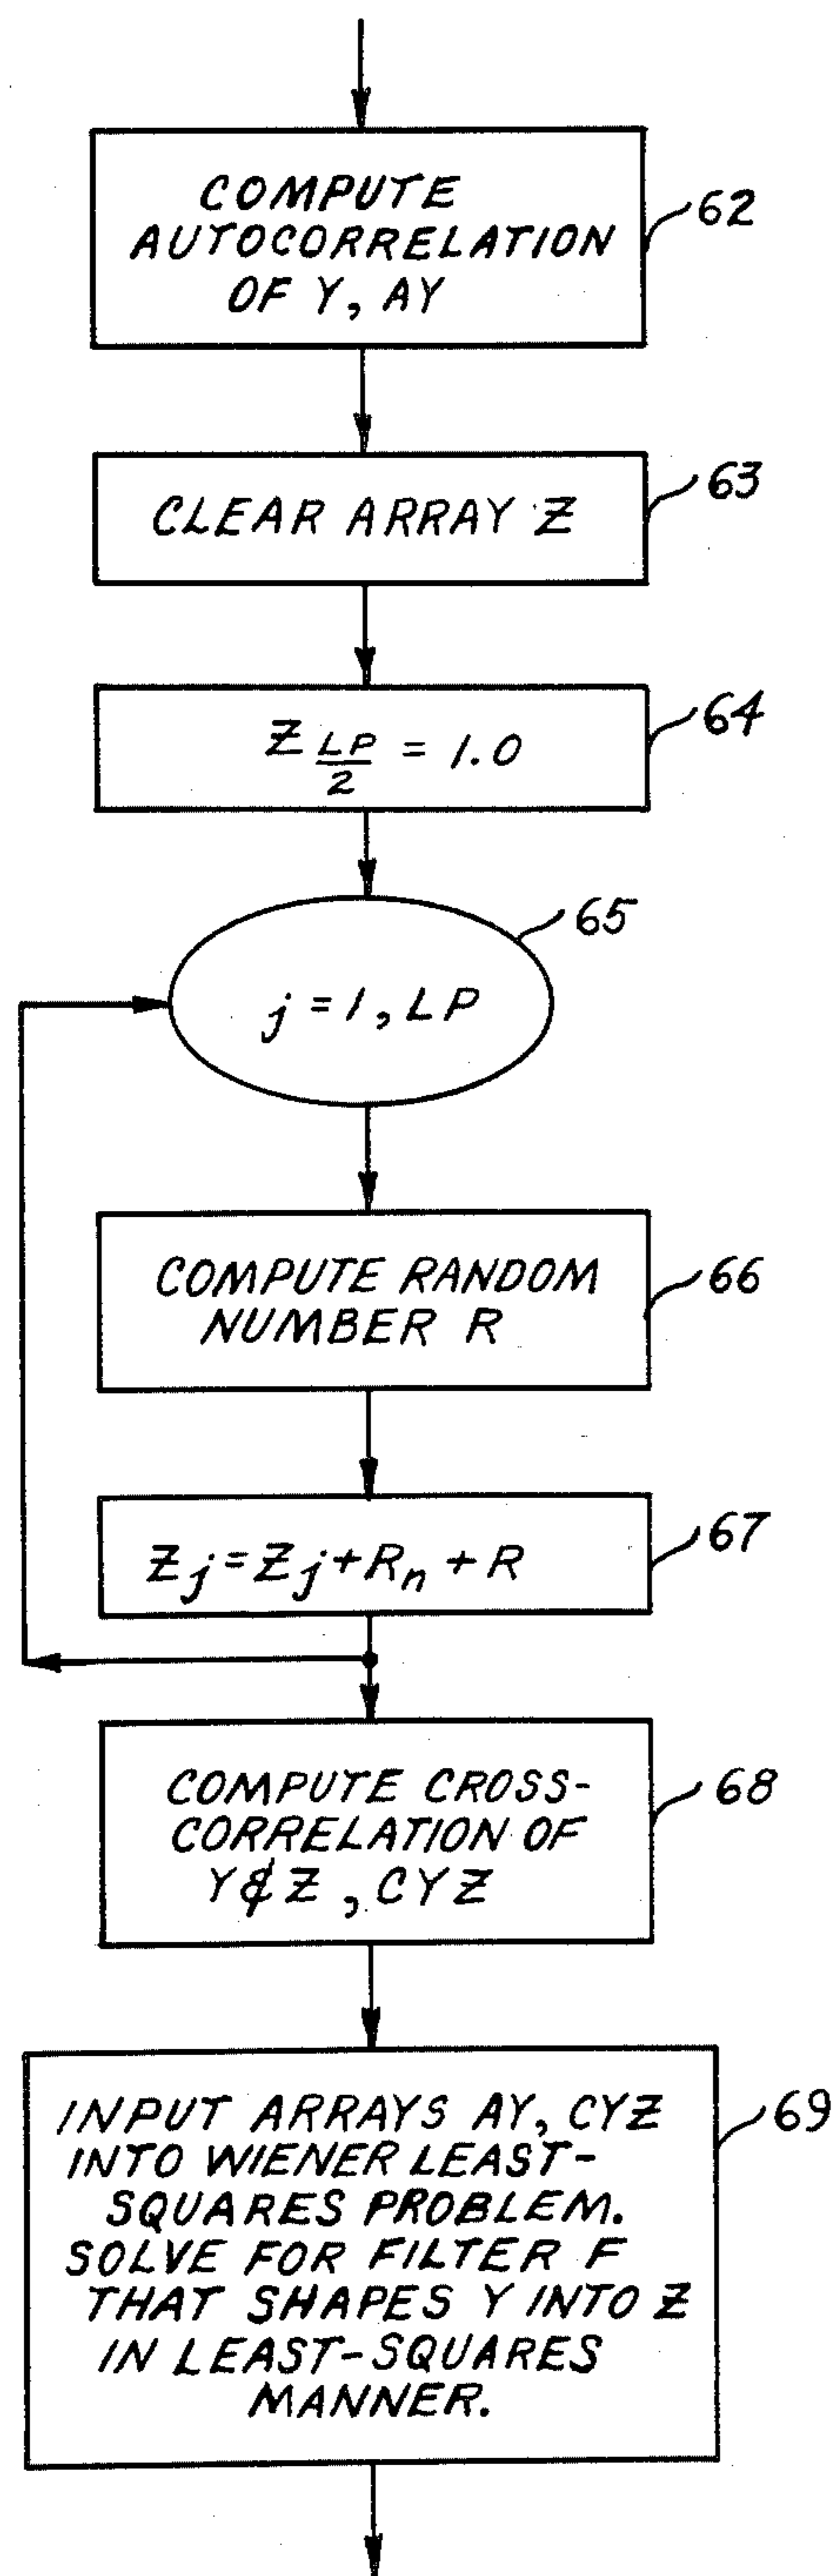 COMPUTE
AUTOCORRELATION
OF Y, AY
62
CLEAR ARRAY Z
63
Z LP/2 = 1.0
64
j = 1, LP
65
COMPUTE RANDOM
NUMBER R
66
Zj = Zj + Rn + R
67
COMPUTE CROSS-
CORRELATION OF
Y & Z, CYZ
68
INPUT ARRAYS AY, CYZ
INTO WIENER LEAST-
SQUARES PROBLEM.
SOLVE FOR FILTER F
THAT SHAPES Y INTO Z
IN LEAST-SQUARES
MANNER.
69